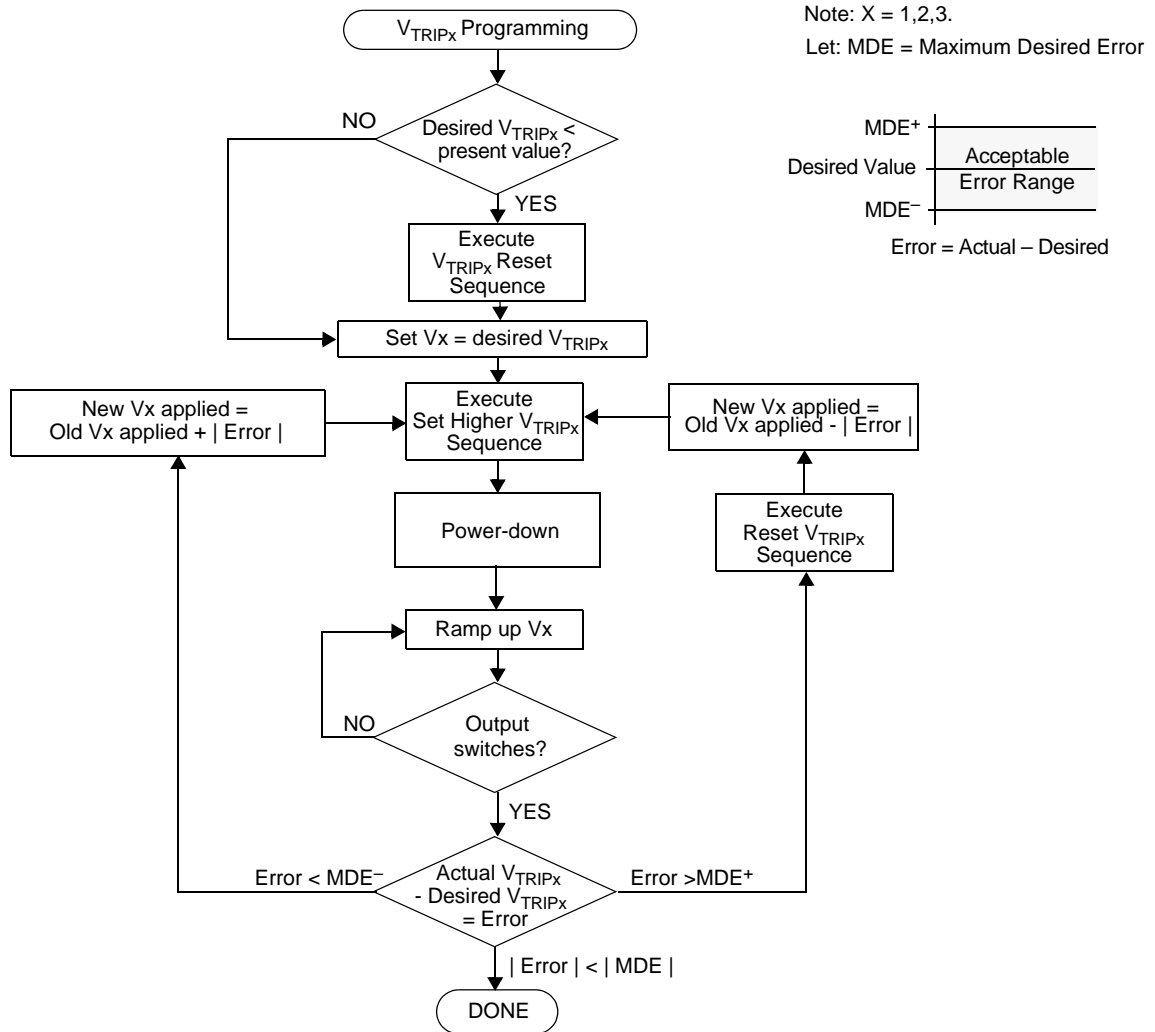 V_TRIPx Programming
Note: X = 1,2,3.
Let: MDE = Maximum Desired Error
NO
Desired V_TRIPx <
present value?
YES
MDE⁺
Desired Value
MDE⁻
Acceptable
Error Range
Error = Actual – Desired
Execute
V_TRIPx Reset
Sequence
Set Vx = desired V_TRIPx
New Vx applied =
Old Vx applied + | Error |
Execute
Set Higher V_TRIPx
Sequence
New Vx applied =
Old Vx applied - | Error |
Power-down
Execute
Reset V_TRIPx
Sequence
Ramp up Vx
NO
Output
switches?
YES
Error < MDE⁻
Actual V_TRIPx
- Desired V_TRIPx
= Error
Error >MDE⁺
| Error | < | MDE |
DONE